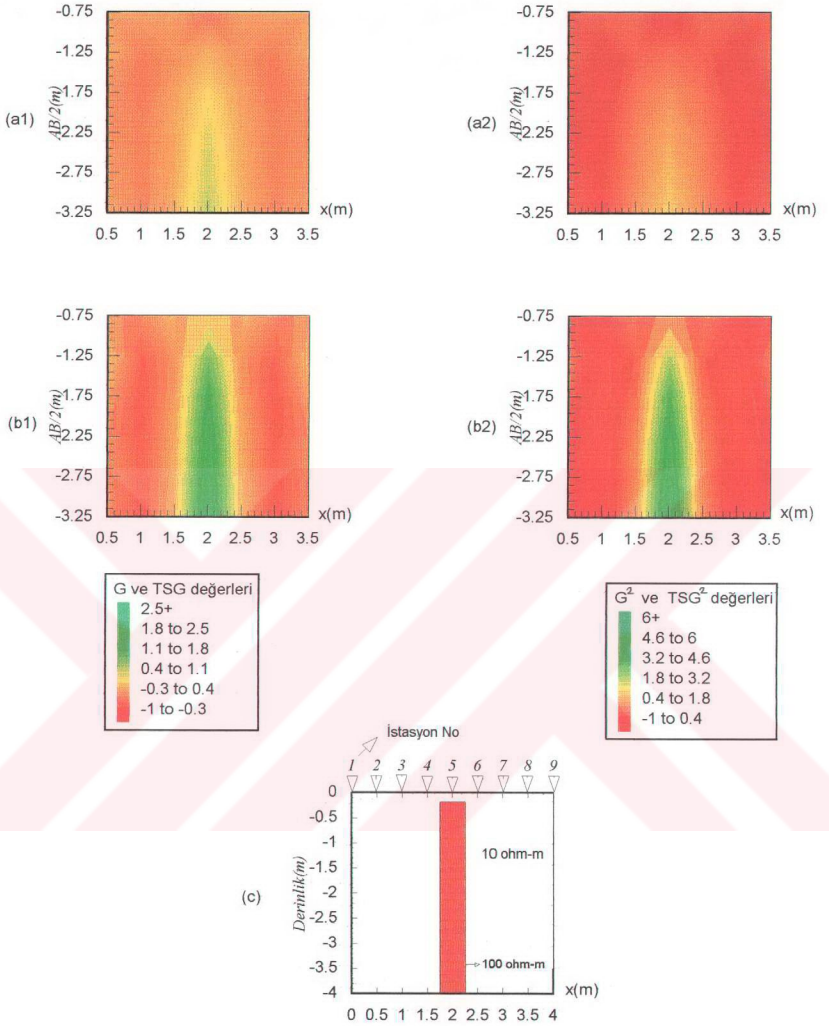 (a1)
AB/2(m)
-0.75
-1.25
-1.75
-2.25
-2.75
-3.25
x(m)
0.5 1 1.5 2 2.5 3 3.5
(a2)
AB/2(m)
-0.75
-1.25
-1.75
-2.25
-2.75
-3.25
x(m)
0.5 1 1.5 2 2.5 3 3.5
(b1)
AB/2(m)
-0.75
-1.25
-1.75
-2.25
-2.75
-3.25
x(m)
0.5 1 1.5 2 2.5 3 3.5
(b2)
AB/2(m)
-0.75
-1.25
-1.75
-2.25
-2.75
-3.25
x(m)
0.5 1 1.5 2 2.5 3 3.5
G ve TSG değerleri
2.5+
1.8 to 2.5
1.1 to 1.8
0.4 to 1.1
-0.3 to 0.4
-1 to -0.3
G² ve TSG² değerleri
6+
4.6 to 6
3.2 to 4.6
1.8 to 3.2
0.4 to 1.8
-1 to 0.4
İstasyon No
1 2 3 4 5 6 7 8 9
(c)
Derinlik(m)
0
-0.5
-1
-1.5
-2
-2.5
-3
-3.5
-4
10 ohm-m
100 ohm-m
x(m)
0 0.5 1 1.5 2 2.5 3 3.5 4